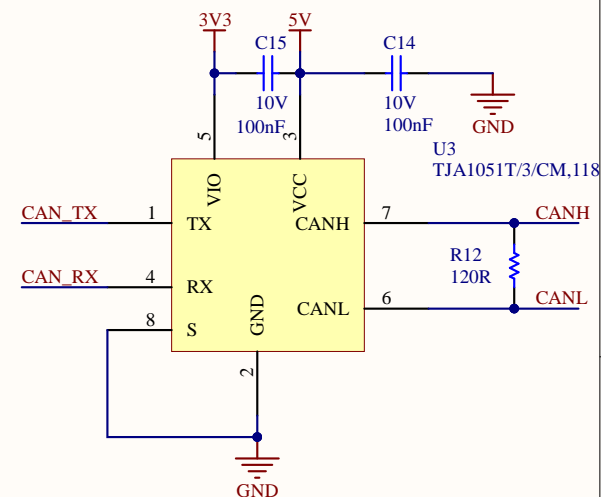 3V3
5V
C15
C14
10V
100nF
10V
100nF
GND
5
3
U3
TJA1051T/3/CM,118
VIO
VCC
CAN_TX
1
TX
CANH
7
CANH
R12
120R
CAN_RX
4
RX
CANL
6
CANL
8
S
GND
2
GND